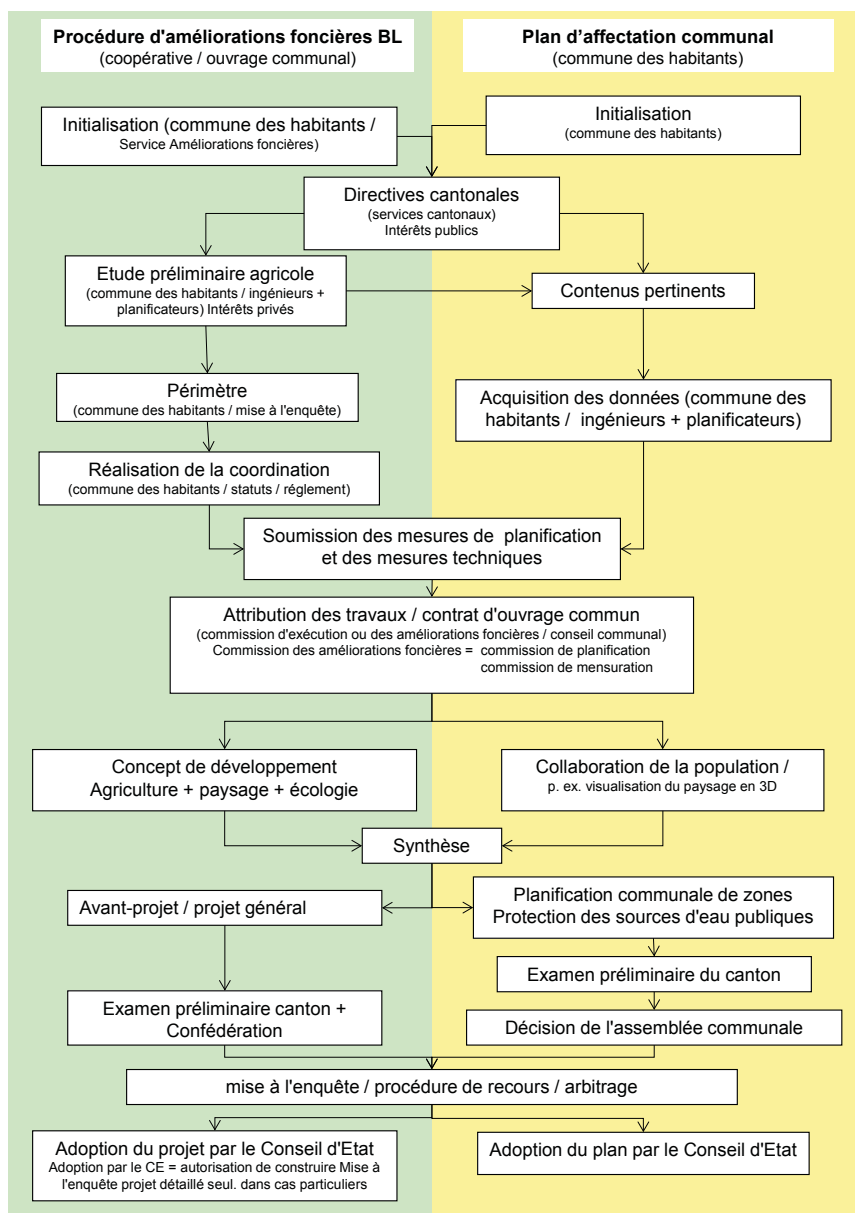 Procédure d'améliorations foncières BL
(coopérative / ouvrage communal)
Plan d'affectation communal
(commune des habitants)
Initialisation (commune des habitants /
Service Améliorations foncières)
Initialisation
(commune des habitants)
Directives cantonales
(services cantonaux)
Intérêts publics
Etude préliminaire agricole
(commune des habitants / ingénieurs +
planificateurs) Intérêts privés
Contenus pertinents
Périmètre
(commune des habitants / mise à l'enquête)
Acquisition des données (commune des
habitants / ingénieurs + planificateurs)
Réalisation de la coordination
(commune des habitants / statuts / réglement)
Soumission des mesures de planification
et des mesures techniques
Attribution des travaux / contrat d'ouvrage commun
(commission d'exécution ou des améliorations foncières / conseil communal)
Commission des améliorations foncières = commission de planification
commission de mensuration
Concept de développement
Agriculture + paysage + écologie
Collaboration de la population /
p. ex. visualisation du paysage en 3D
Synthèse
Avant-projet / projet général
Planification communale de zones
Protection des sources d'eau publiques
Examen préliminaire du canton
Examen préliminaire canton +
Confédération
Décision de l'assemblée communale
mise à l'enquête / procédure de recours / arbitrage
Adoption du projet par le Conseil d'Etat
Adoption par le CE = autorisation de construire Mise à
l'enquête projet détaillé seul. dans cas particuliers
Adoption du plan par le Conseil d'Etat